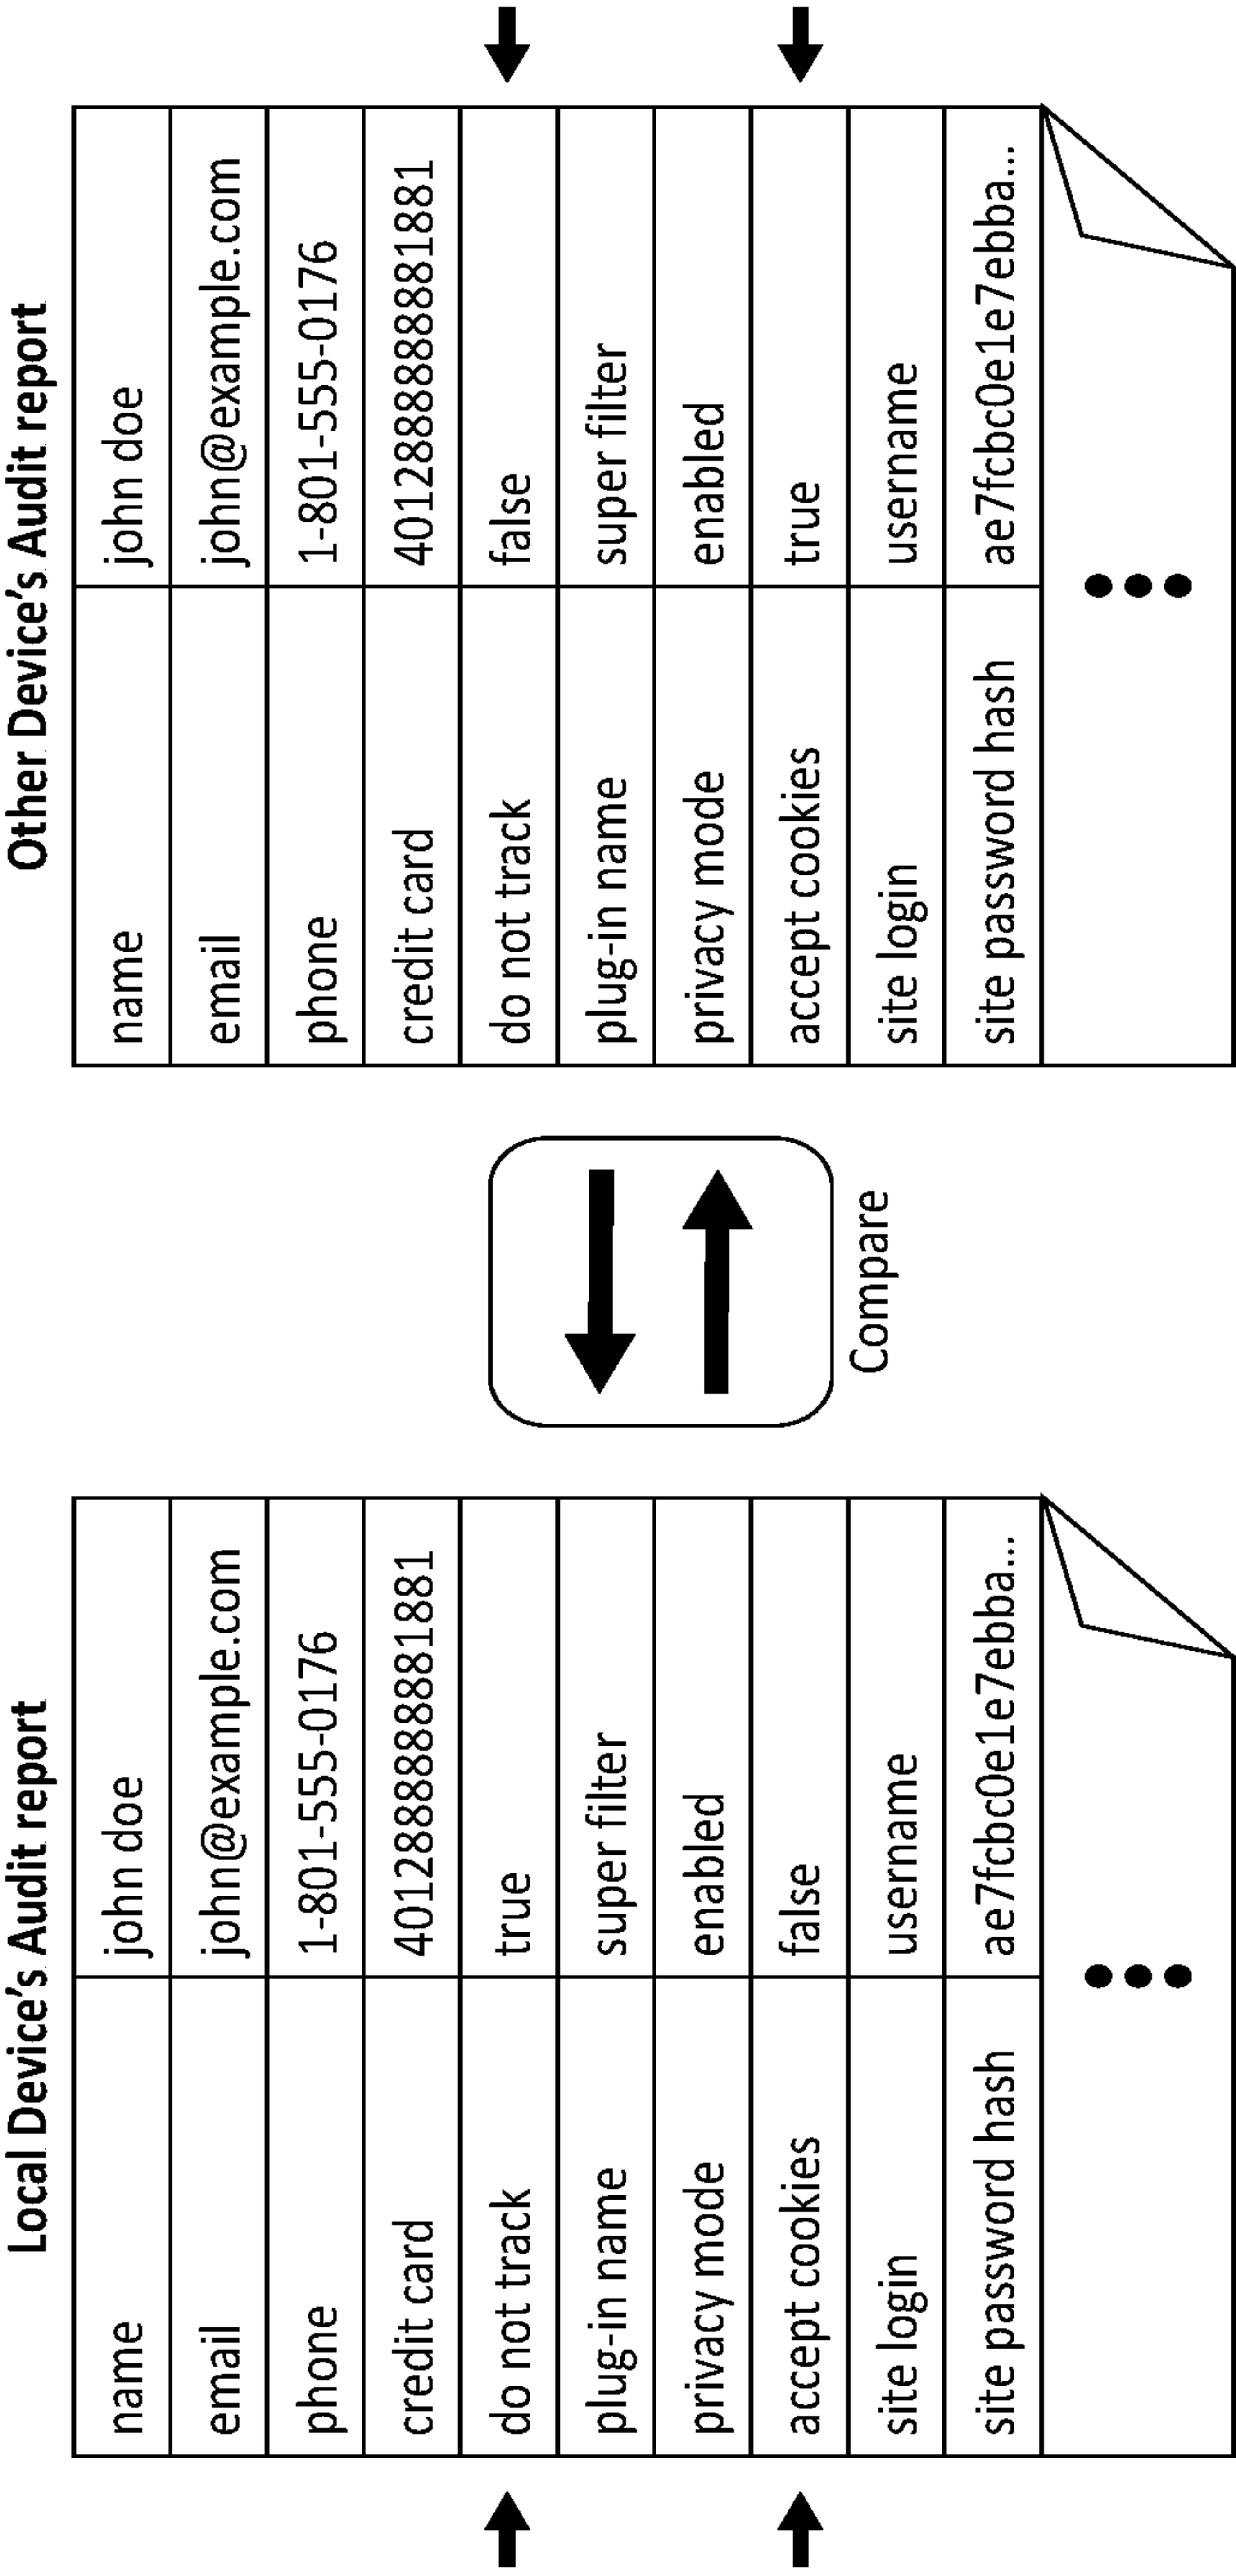 Local Device's Audit report
name john doe
email john@example.com
phone 1-801-555-0176
credit card 4012888888881881
do not track true
plug-in name super filter
privacy mode enabled
accept cookies false
site login username
site password hash ae7fcbc0e1e7ebba...
Compare
Other Device's Audit report
name john doe
email john@example.com
phone 1-801-555-0176
credit card 4012888888881881
do not track false
plug-in name super filter
privacy mode enabled
accept cookies true
site login username
site password hash ae7fcbc0e1e7ebba...